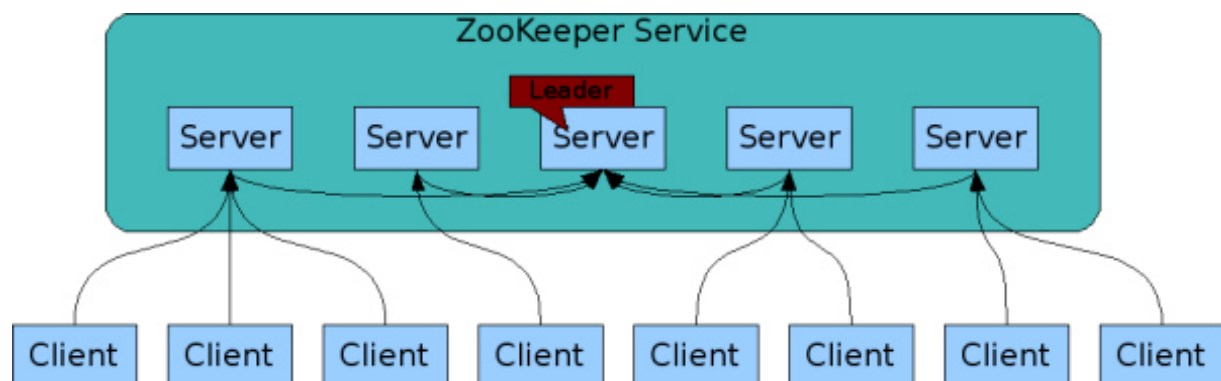 ZooKeeper Service
Leader
Server Server Server Server Server
Client Client Client Client Client Client Client Client